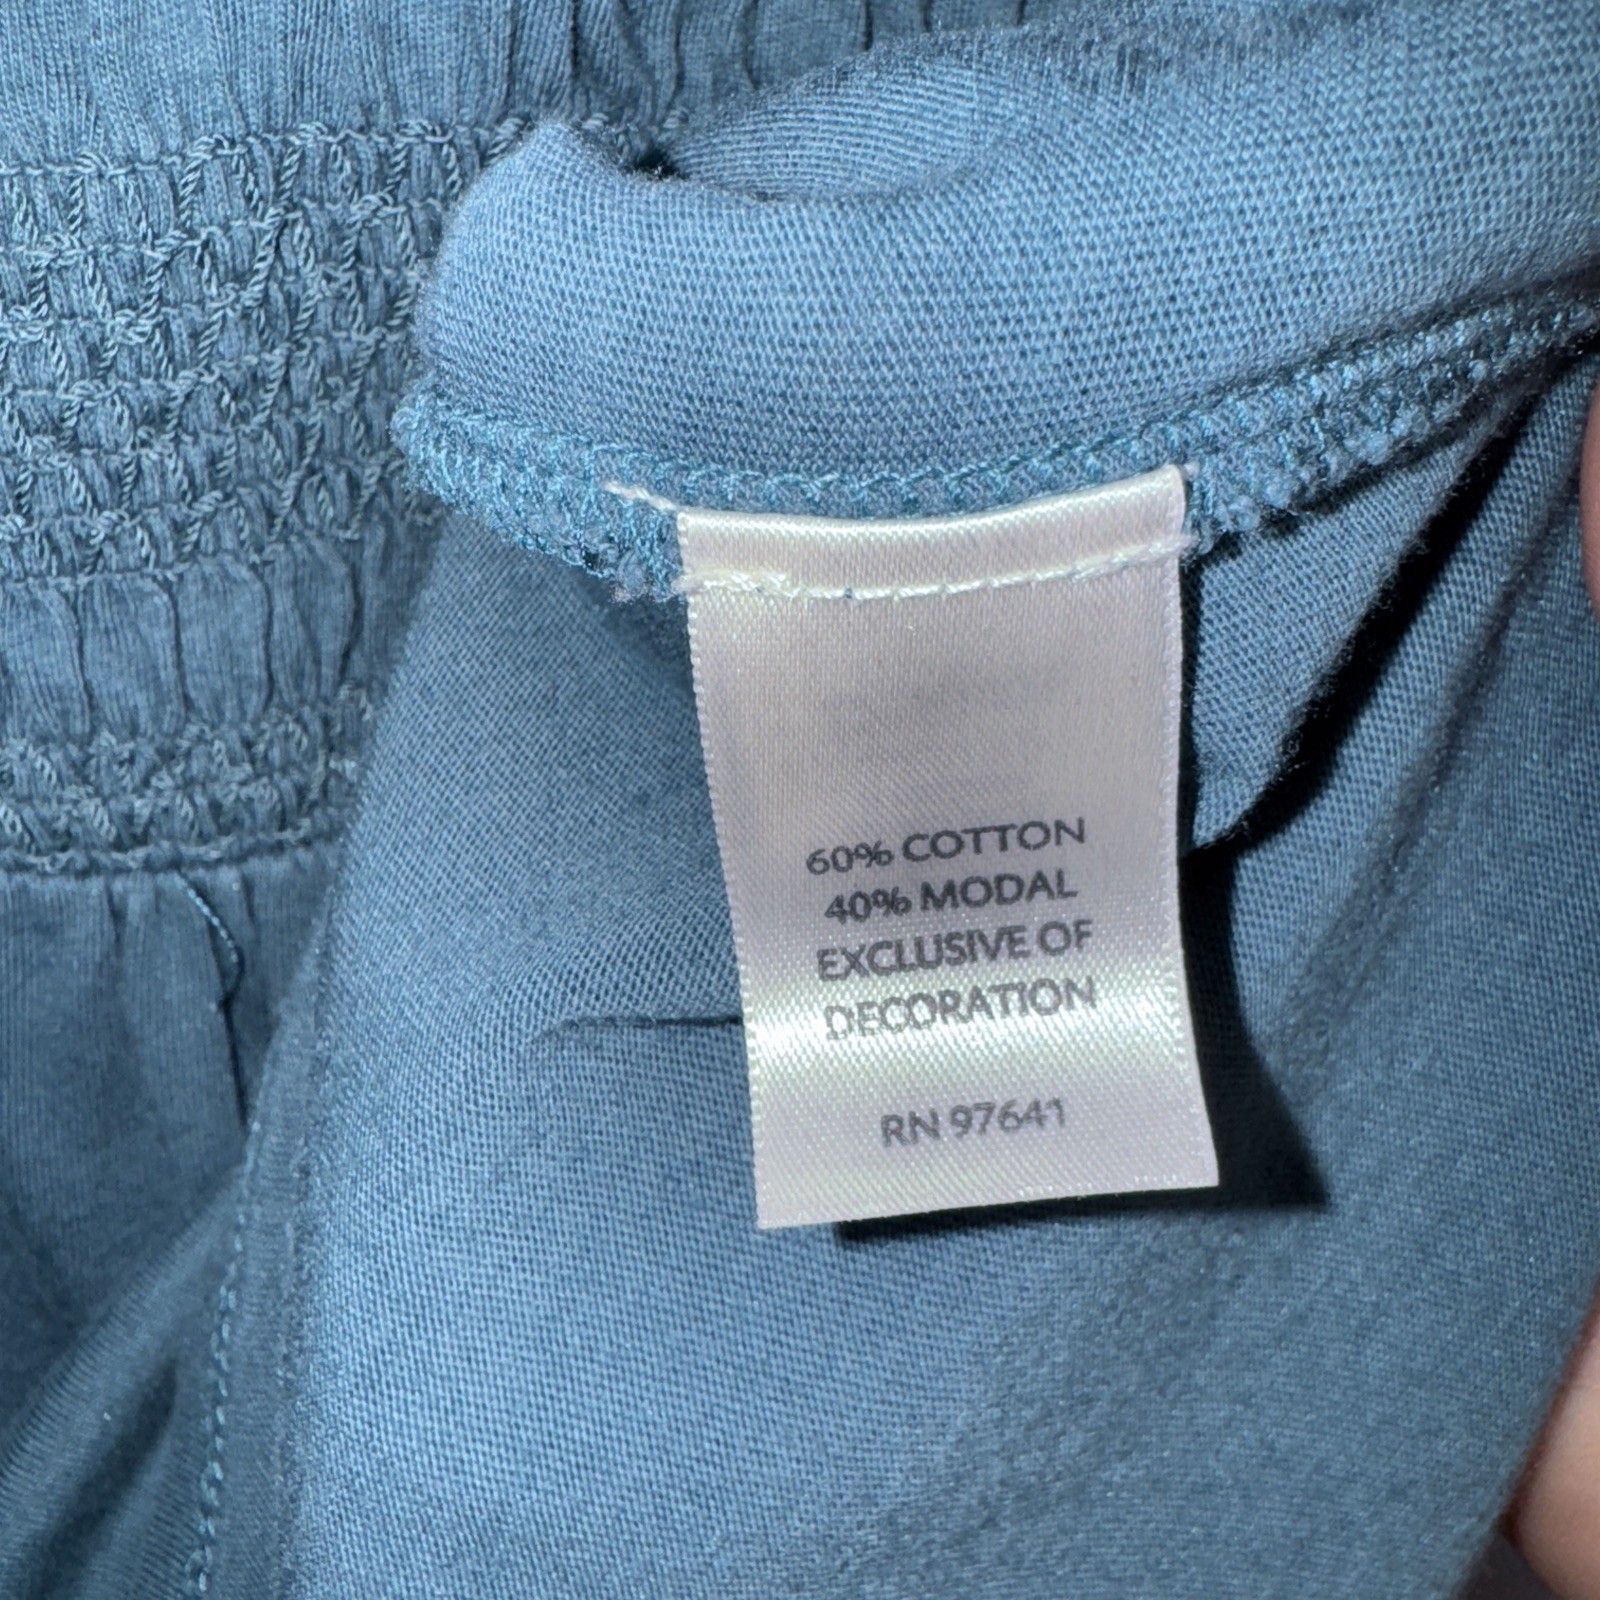 60% COTTON
40% MODAL
EXCLUSIVE OF
DECORATION
RN 97641